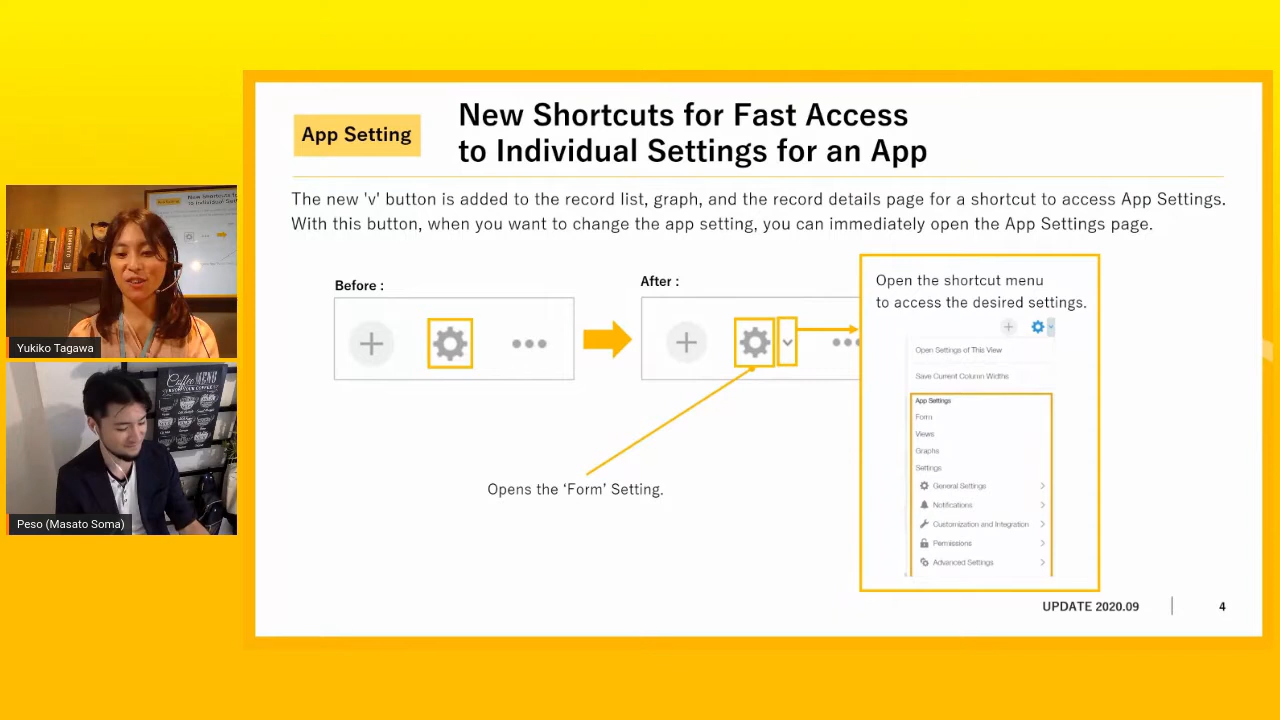 App Setting
New Shortcuts for Fast Access
to Individual Settings for an App
The new 'v' button is added to the record list, graph, and the record details page for a shortcut to access App Settings.
With this button, when you want to change the app setting, you can immediately open the App Settings page.
Before :
After :
Open the shortcut menu
to access the desired settings.
Open Settings of This View
Save Current Column Widths
App Settings
Form
Views
Graphs
Settings
General Settings
Notifications
Customization and Integration
Permissions
Advanced Settings
Opens the ‘Form’ Setting.
UPDATE 2020.09
4
Yukiko Tagawa
Coffee MENU
Peso (Masato Soma)